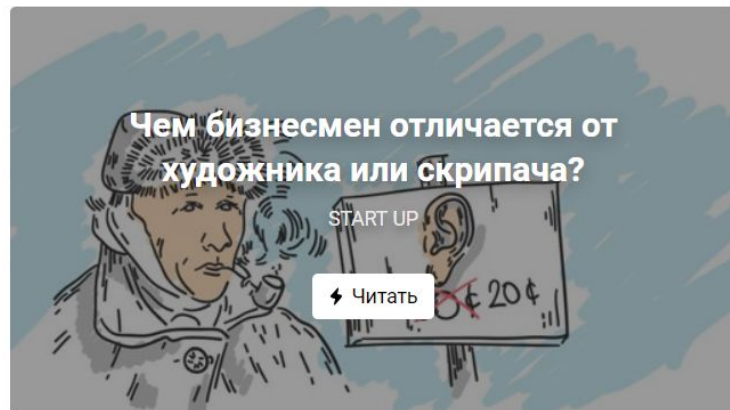 Чем бизнесмен отличается от
художника или скрипача?
START UP
Читать
20¢